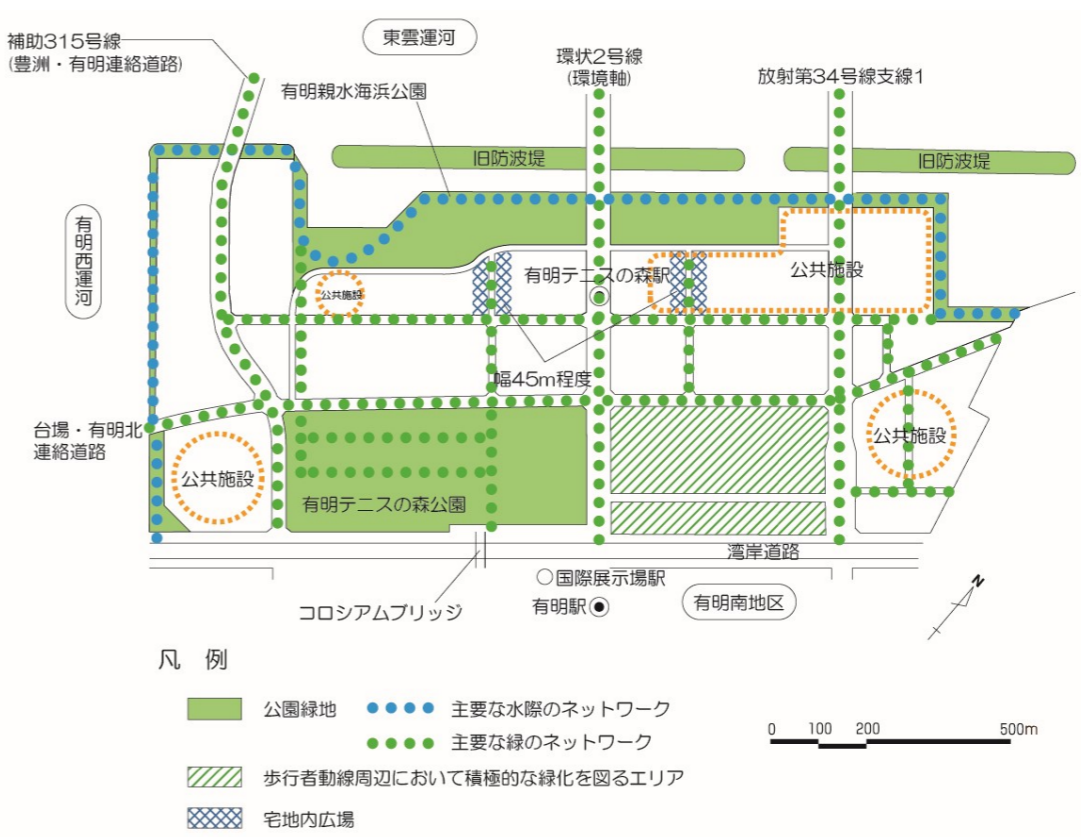 補助315号線
(豊洲・有明連絡道路)
東雲運河
環状2号線
(環境軸)
放射第34号線支線1
有明親水海浜公園
旧防波堤
旧防波堤
有明西運河
公共施設
有明テニスの森駅
公共施設
幅45m程度
台場・有明北
連絡道路
公共施設
公共施設
有明テニスの森公園
湾岸道路
国際展示場駅
コロシアムブリッジ
有明駅
有明南地区
N
凡 例
公園緑地
主要な水際のネットワーク
主要な緑のネットワーク
歩行者動線周辺において積極的な緑化を図るエリア
宅地内広場
0 100 200 500m